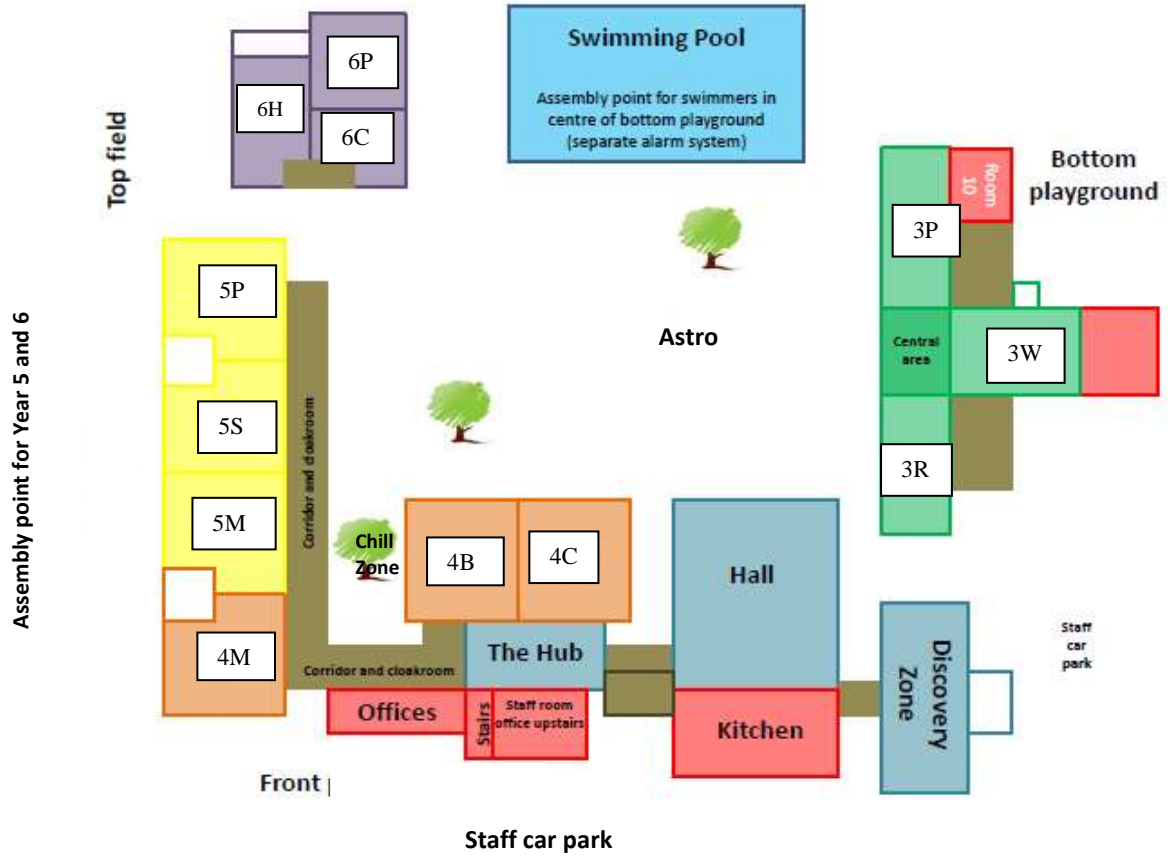 Swimming Pool
Assembly point for swimmers in
centre of bottom playground
(separate alarm system)
6P
6H
6C
Top field
Room
10
Bottom
playground
3P
5P
Assembly point for Year 5 and 6
Astro
Central
area
3W
5S
Corridor and cloakroom
3R
5M
Chill
Zone
4B
4C
Hall
4M
The Hub
Corridor and cloakroom
Discovery
Zone
Staff
car
park
Offices
Stairs
Staff room
office upstairs
Kitchen
Front
Staff car park